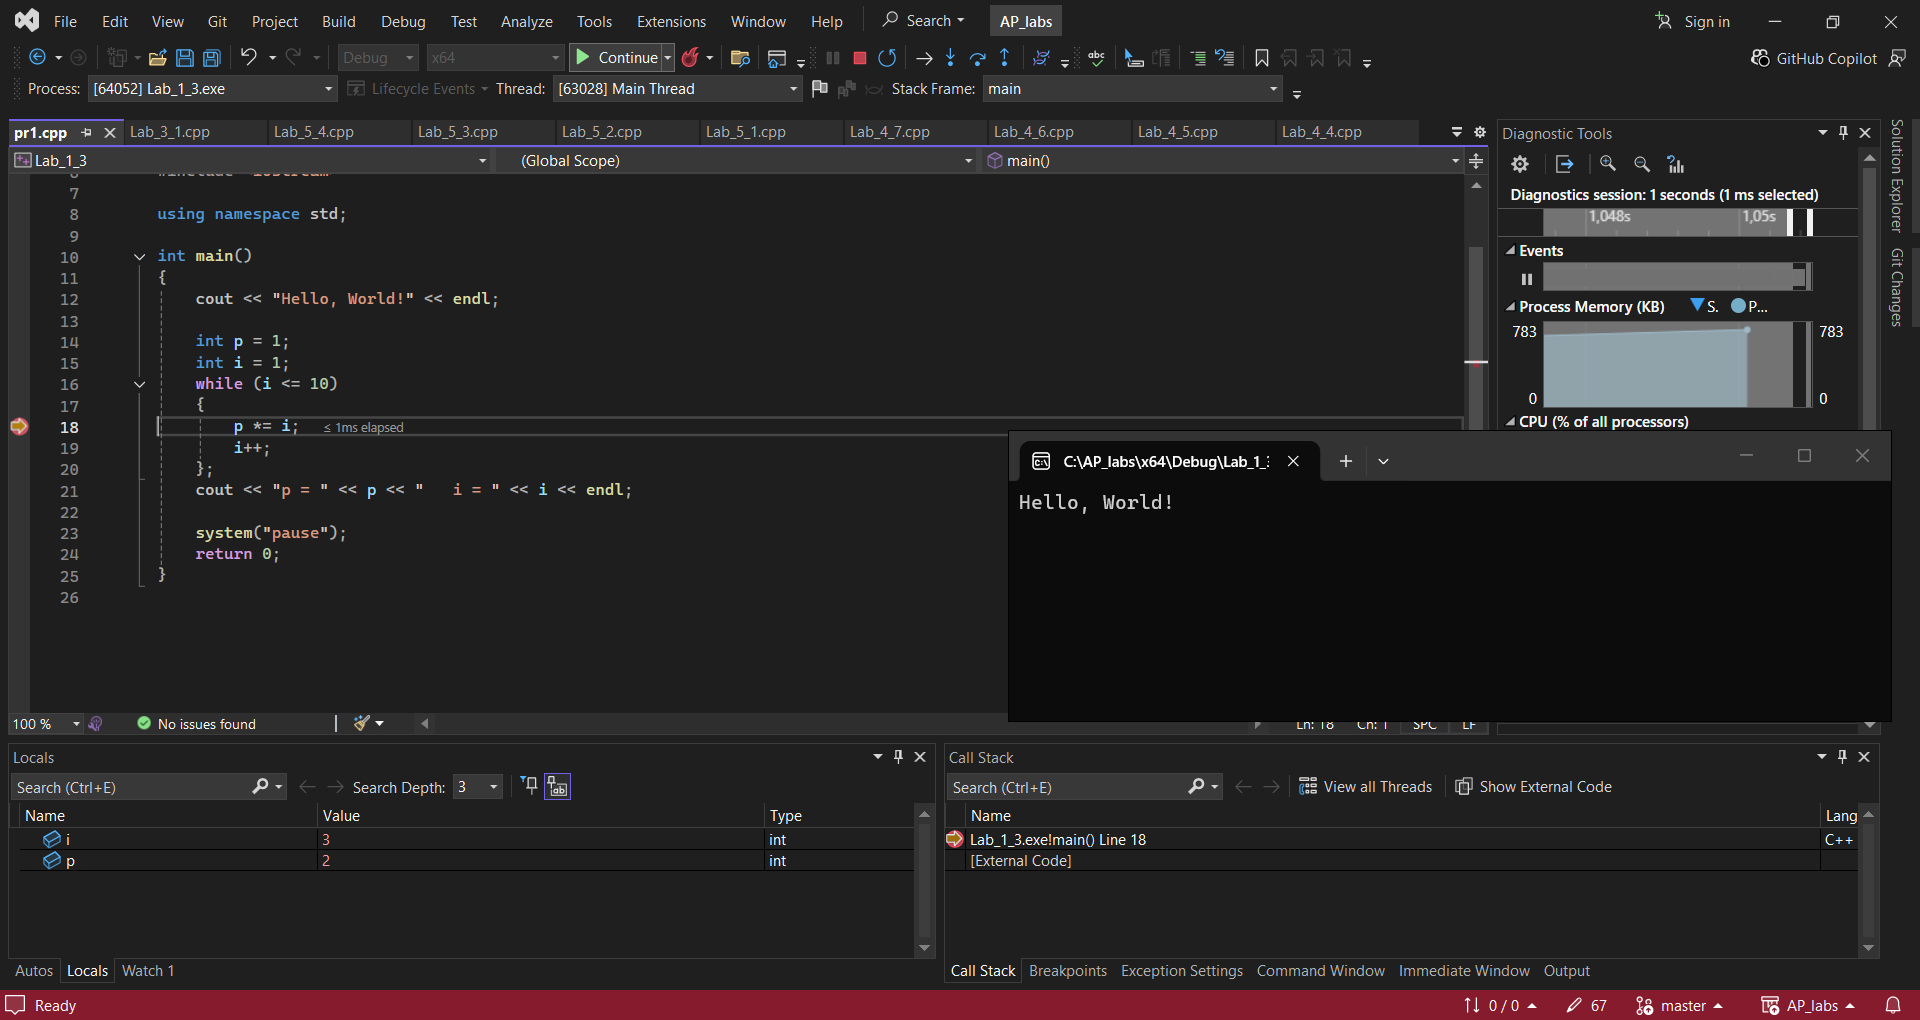 File Edit View Git Project Build Debug Test Analyze Tools Extensions Window Help Search AP_labs Sign in
Debug x64 Continue abc GitHub Copilot
Process: [64052] Lab_1_3.exe Lifecycle Events Thread: [63028] Main Thread Stack Frame: main
pr1.cpp Lab_3_1.cpp Lab_5_4.cpp Lab_5_3.cpp Lab_5_2.cpp Lab_5_1.cpp Lab_4_7.cpp Lab_4_6.cpp Lab_4_5.cpp Lab_4_4.cpp
Lab_1_3 (Global Scope) main()
7
8 using namespace std;
9
10 int main()
11 {
12 cout << "Hello, World!" << endl;
13
14 int p = 1;
15 int i = 1;
16 while (i <= 10)
17 {
18 p *= i; ≤ 1ms elapsed
19 i++;
20 };
21 cout << "p = " << p << "   i = " << i << endl;
22
23 system("pause");
24 return 0;
25 }
26
100 % No issues found Ln: 18 Ch: 1 SPC LF
Diagnostic Tools
Diagnostics session: 1 seconds (1 ms selected)
1,048s 1,05s
Events
Process Memory (KB) S. P...
783 783
0 0
CPU (% of all processors)
Solution Explorer
Git Changes
C:\AP_labs\x64\Debug\Lab_1_
Hello, World!
Locals
Search (Ctrl+E) Search Depth: 3
Name Value Type
i 3 int
p 2 int
Autos Locals Watch 1
Call Stack
Search (Ctrl+E) View all Threads Show External Code
Name Lang
Lab_1_3.exe!main() Line 18 C++
[External Code]
Call Stack Breakpoints Exception Settings Command Window Immediate Window Output
Ready 0 / 0 67 master AP_labs